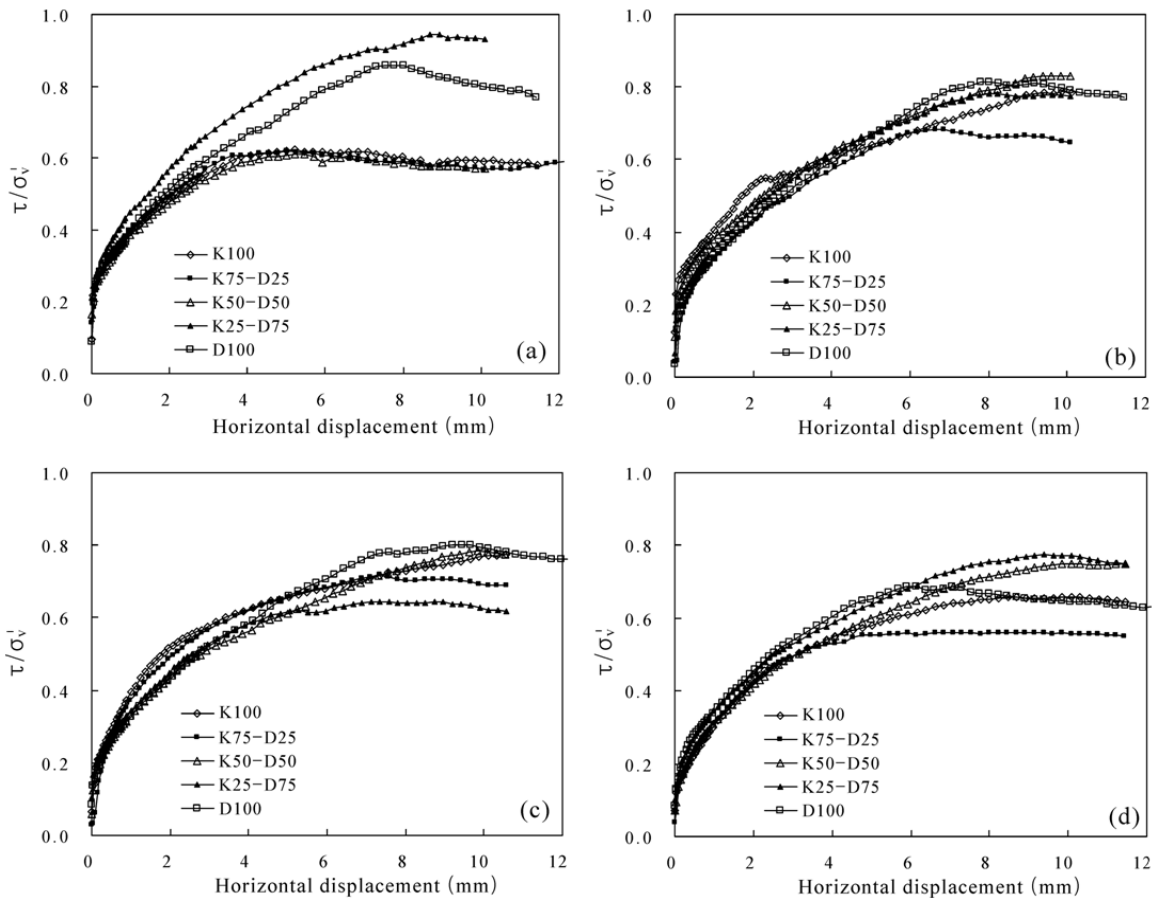 1.0
0.8
0.6
0.4
0.2
0.0
τ/σ'v
K100
K75-D25
K50-D50
K25-D75
D100
(a)
0 2 4 6 8 10 12
Horizontal displacement (mm)
1.0
0.8
0.6
0.4
0.2
0.0
τ/σ'v
K100
K75-D25
K50-D50
K25-D75
D100
(b)
0 2 4 6 8 10 12
Horizontal displacement (mm)
1.0
0.8
0.6
0.4
0.2
0.0
τ/σ'v
K100
K75-D25
K50-D50
K25-D75
D100
(c)
0 2 4 6 8 10 12
Horizontal displacement (mm)
1.0
0.8
0.6
0.4
0.2
0.0
τ/σ'v
K100
K75-D25
K50-D50
K25-D75
D100
(d)
0 2 4 6 8 10 12
Horizontal displacement (mm)